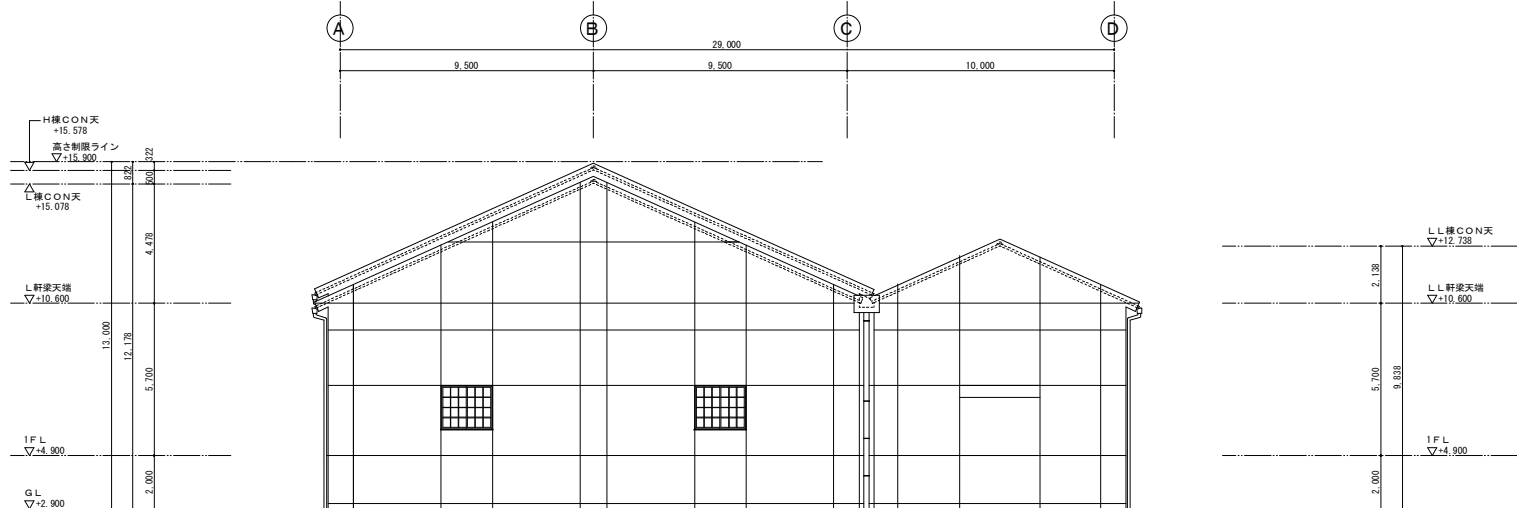 A B C D
29,000
9,500 9,500 10,000
H棟CON天
+15.578
高さ制限ライン
▽+15.900
L棟CON天
+15.078
322
822
500
4,478
L軒梁天端
▽+10.600
13,000
12,178
5,700
1FL
▽+4.900
2,000
GL
▽+2.900
LL棟CON天
▽+12.738
2,138
LL軒梁天端
▽+10.600
5,700
9,838
1FL
▽+4.900
2,000